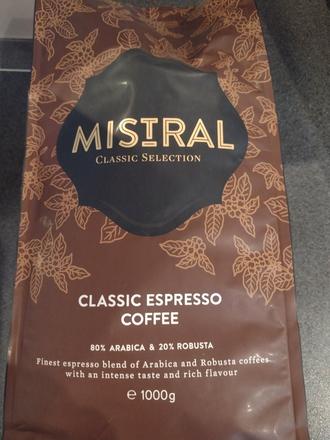 MISTRAL
CLASSIC SELECTION
CLASSIC ESPRESSO
COFFEE
80% ARABICA & 20% ROBUSTA
Finest espresso blend of Arabica and Robusta coffees
with an intense taste and rich flavour
℮ 1000g